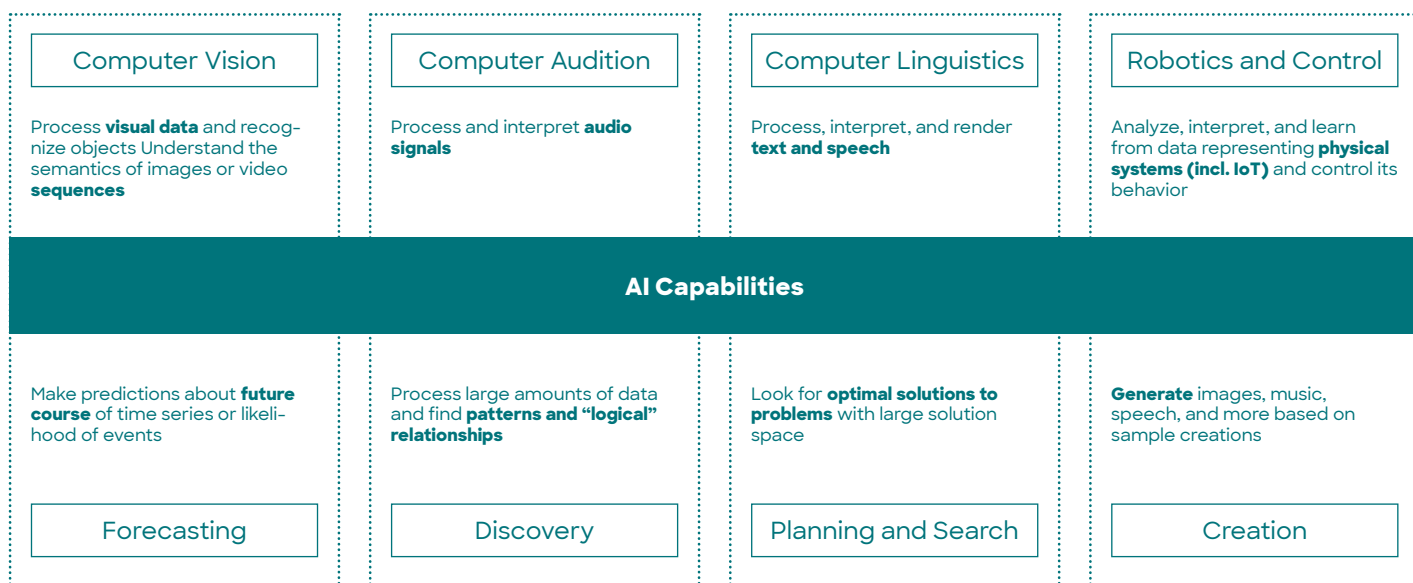 Computer Vision
Process visual data and recog-
nize objects Understand the
semantics of images or video
sequences
Computer Audition
Process and interpret audio
signals
Computer Linguistics
Process, interpret, and render
text and speech
Robotics and Control
Analyze, interpret, and learn
from data representing physical
systems (incl. IoT) and control its
behavior
AI Capabilities
Make predictions about future
course of time series or likeli-
hood of events
Forecasting
Process large amounts of data
and find patterns and “logical”
relationships
Discovery
Look for optimal solutions to
problems with large solution
space
Planning and Search
Generate images, music,
speech, and more based on
sample creations
Creation